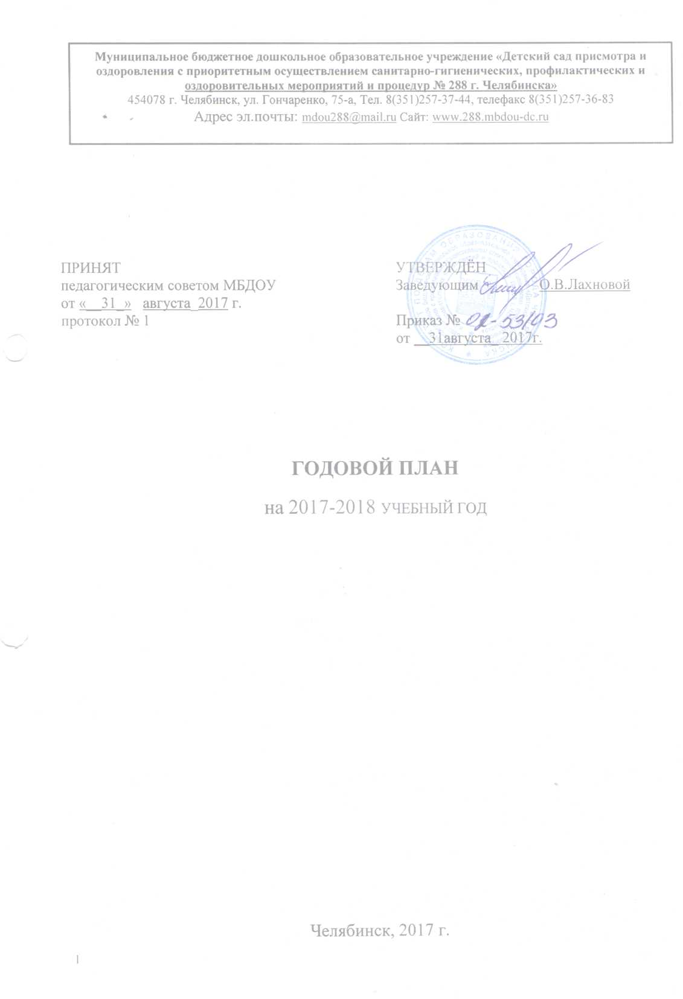 Муниципальное бюджетное дошкольное образовательное учреждение «Детский сад присмотра и
оздоровления с приоритетным осуществлением санитарно-гигиенических, профилактических и
оздоровительных мероприятий и процедур № 288 г. Челябинска»
454078 г. Челябинск, ул. Гончаренко, 75-а, Тел. 8(351)257-37-44, телефакс 8(351)257-36-83
Адрес эл.почты: mdou288@mail.ru Сайт: www.288.mbdou-dc.ru
ПРИНЯТ
педагогическим советом МБДОУ
от «__31_» августа_2017 г.
протокол № 1
УТВЕРЖДЁН
Заведующим О.В.Лахновой
Приказ № 02-53/03
от __31августа_ 2017г.
ГОДОВОЙ ПЛАН
на 2017-2018 УЧЕБНЫЙ ГОД
Челябинск, 2017 г.
1